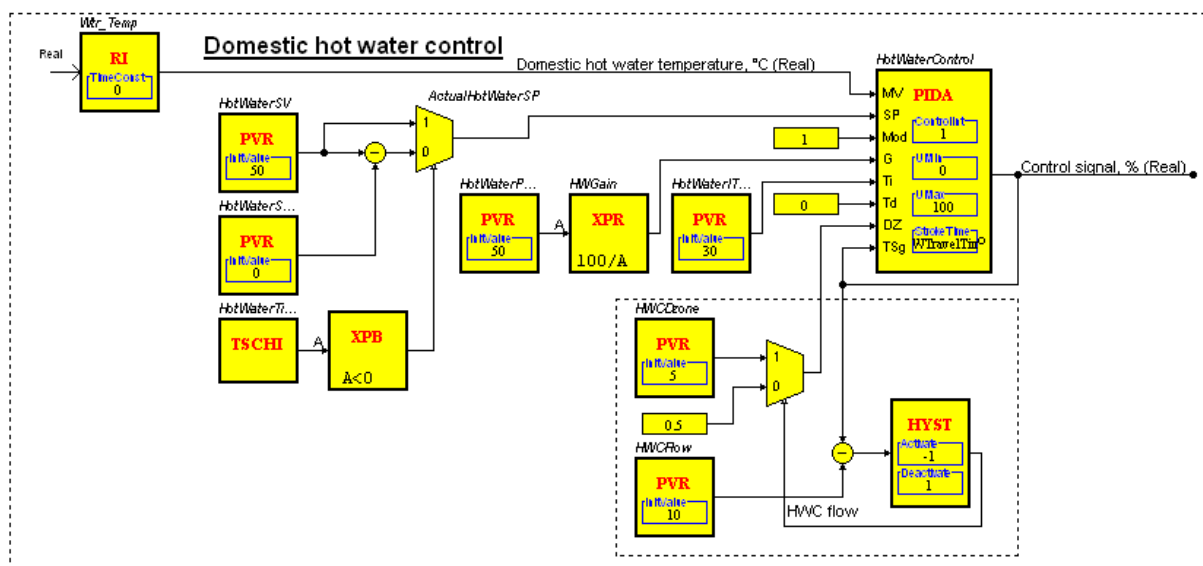 Wtr_Temp
Real
RI
TimeConst
0
Domestic hot water control
Domestic hot water temperature, °C (Real)
HotWaterControl
PIDA
MV
SP
Mod
G
Ti
Td
DZ
TSg
ControlInt
1
UMin
0
UMax
100
StrokeTime
Control signal, % (Real)
HotWaterSV
PVR
InitValue
50
ActualHotWaterSP
1
0
1
HotWaterS...
PVR
InitValue
0
HotWaterP...
PVR
InitValue
50
A
HWGain
XPR
100/A
HotWaterIT...
PVR
InitValue
30
0
HotWaterTi...
TSCHI
A
XPB
A<0
HWCDzone
PVR
InitValue
5
1
0
0.5
HWCFlow
PVR
InitValue
10
HYST
Activate
-1
Deactivate
1
HWC flow